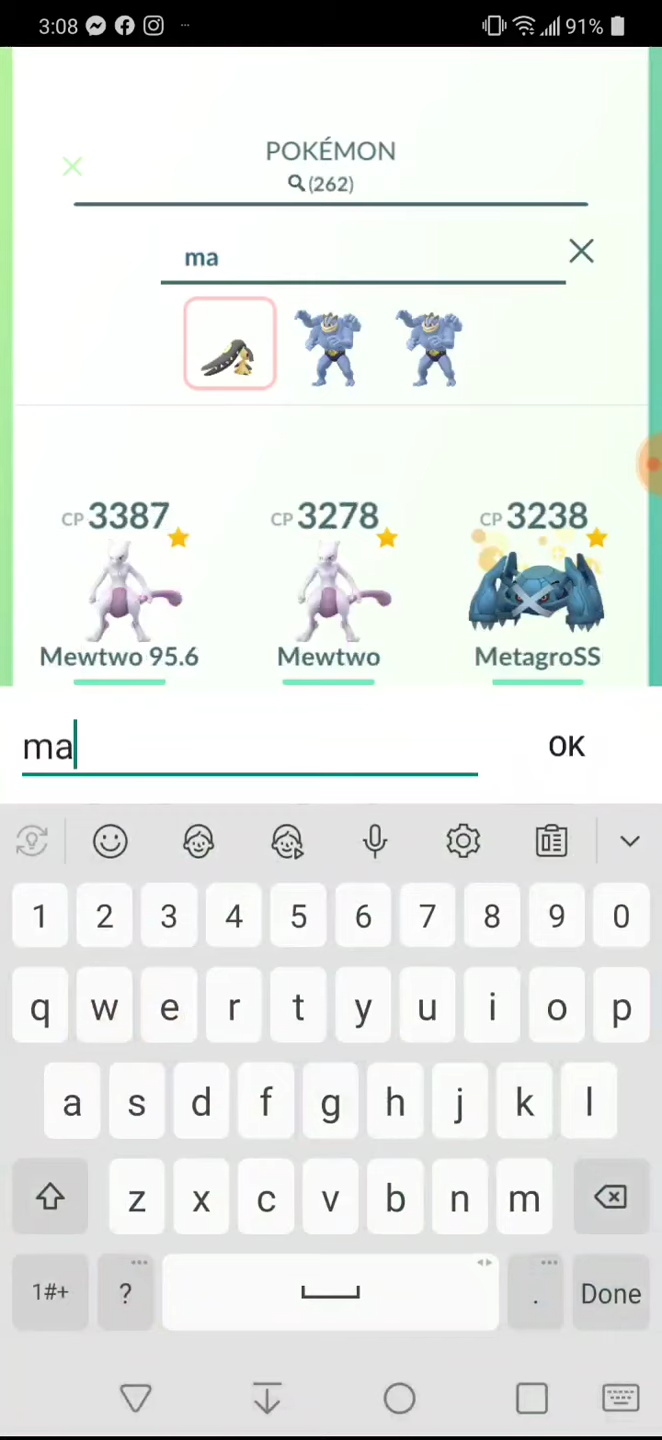 3:08 ... 91%
POKÉMON
(262)
ma
CP 3387 CP 3278 CP 3238
Mewtwo 95.6 Mewtwo MetagroSS
ma OK
1 2 3 4 5 6 7 8 9 0
q w e r t y u i o p
a s d f g h j k l
z x c v b n m
1#+ ? . Done